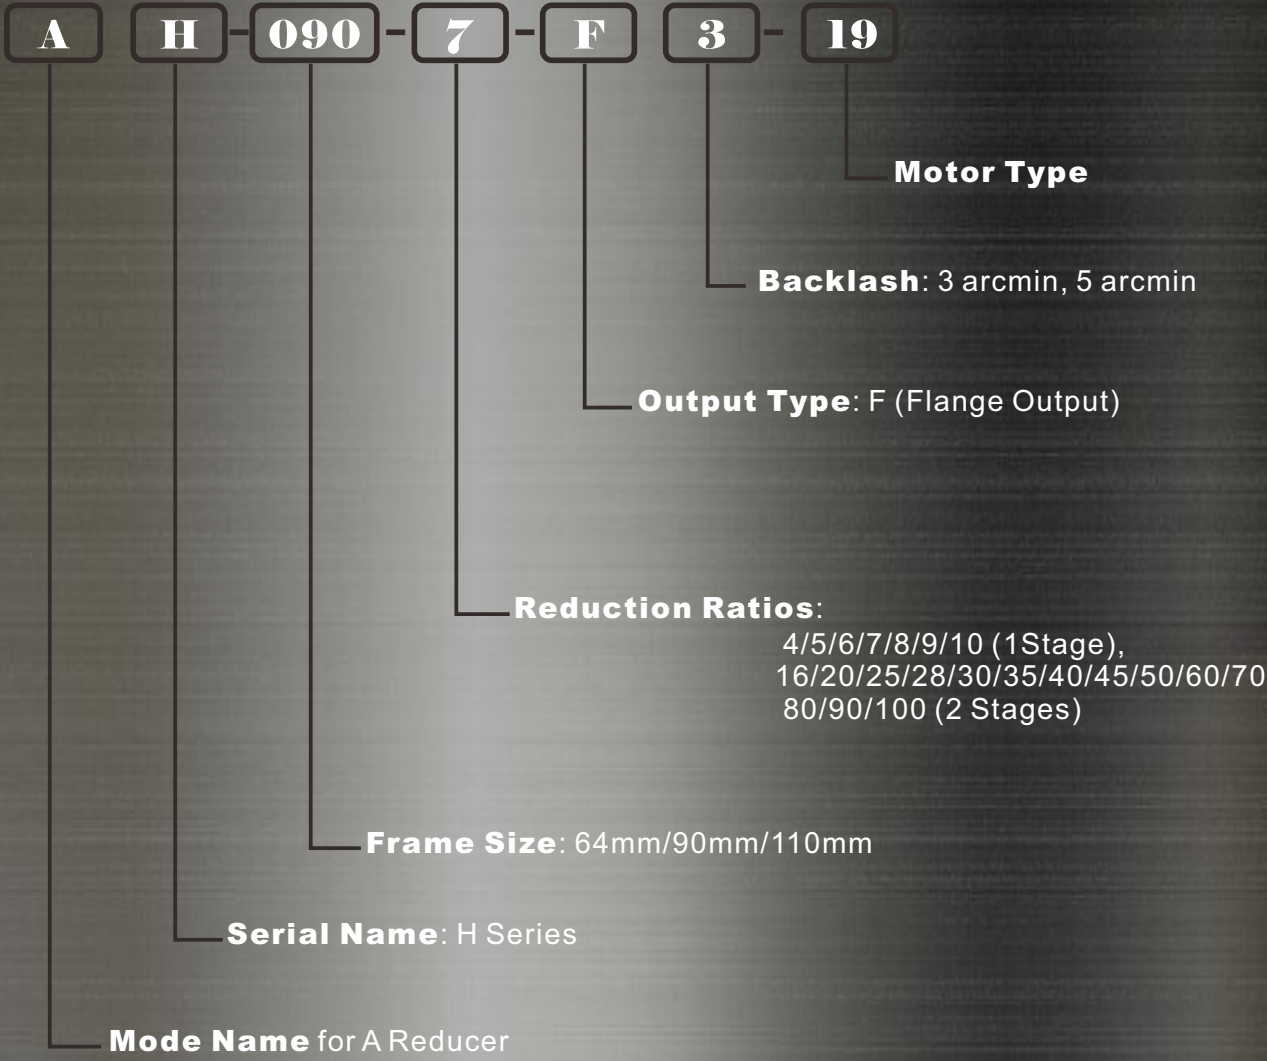 A H-090-7-F 3-19
Motor Type
Backlash: 3 arcmin, 5 arcmin
Output Type: F (Flange Output)
Reduction Ratios:
4/5/6/7/8/9/10 (1Stage),
16/20/25/28/30/35/40/45/50/60/70
80/90/100 (2 Stages)
Frame Size: 64mm/90mm/110mm
Serial Name: H Series
Mode Name for A Reducer